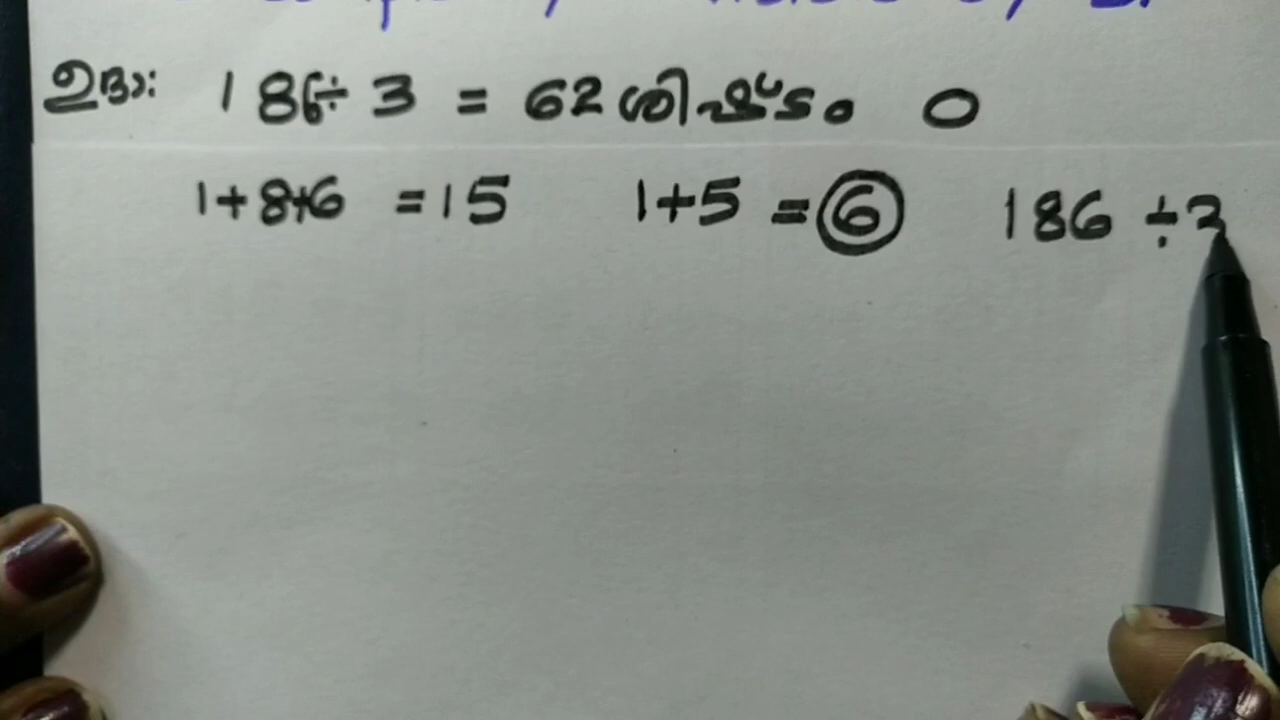 ഉദാ: 186÷ 3 = 62 ശിഷ്ടം 0
1+8+6 = 15 1+5 = 6 186 ÷3